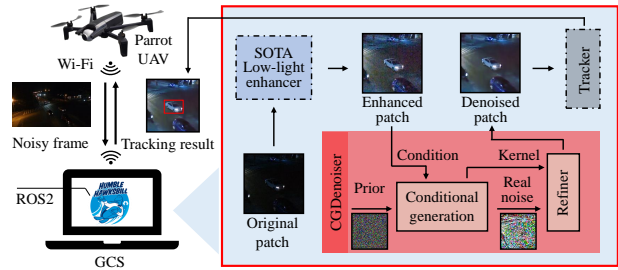 Parrot
UAV
Wi-Fi
Noisy frame
Tracking result
ROS2
HUMBLE
HAWKSBILL
GCS
SOTA
Low-light
enhancer
Enhanced
patch
Denoised
patch
Tracker
Original
patch
CGDenoiser
Condition
Kernel
Prior
Conditional
generation
Real
noise
Refiner